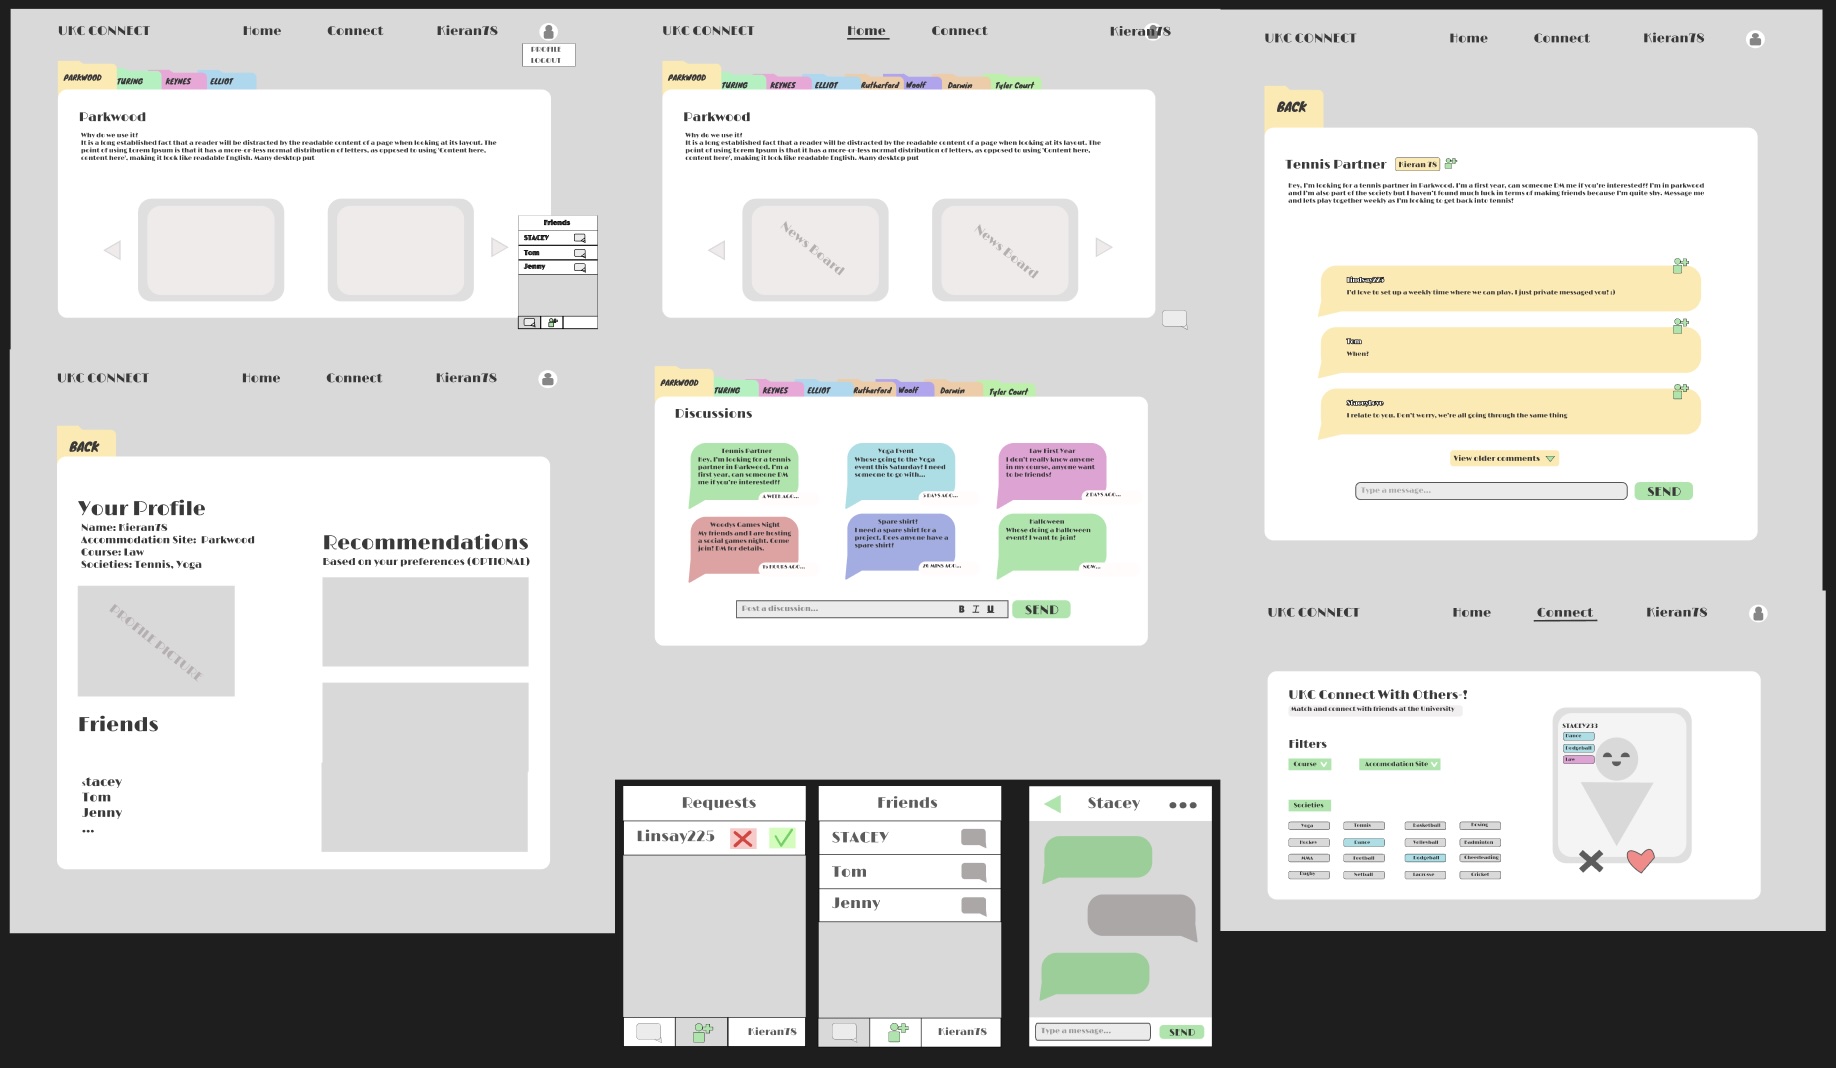 UKC CONNECT
Home
Connect
Kieran78
PROFILE
LOGOUT
PARKWOOD
TURING
KEYNES
ELLIOT
Parkwood
Why do we use it?
It is a long established fact that a reader will be distracted by the readable content of a page when looking at its layout. The
point of using Lorem Ipsum is that it has a more-or-less normal distribution of letters, as opposed to using 'Content here,
content here', making it look like readable English. Many desktop put
Friends
STACEY
Tom
Jenny
UKC CONNECT
Home
Connect
Kieran78
PARKWOOD
TURING
KEYNES
ELLIOT
Rutherford
Woolf
Darwin
Tyler Court
Parkwood
Why do we use it?
It is a long established fact that a reader will be distracted by the readable content of a page when looking at its layout. The
point of using Lorem Ipsum is that it has a more-or-less normal distribution of letters, as opposed to using 'Content here,
content here', making it look like readable English. Many desktop put
News Board
News Board
UKC CONNECT
Home
Connect
Kieran78
BACK
Tennis Partner
Kieran 78
Hey, I'm looking for a tennis partner in Parkwood. I'm a first year, can someone DM me if you're interested?? I'm in parkwood
and I'm also part of the society but I haven't found much luck in terms of making friends because I'm quite shy. Message me
and lets play together weekly as I'm looking to get back into tennis!
Lindsay225
I'd love to set up a weekly time where we can play, I just private messaged you! :)
Tom
When?
StaceyLove
I relate to you. Don't worry, we're all going through the same thing
View older comments
Type a message...
SEND
UKC CONNECT
Home
Connect
Kieran78
BACK
Your Profile
Name: Kieran78
Accommodation Site: Parkwood
Course: Law
Societies: Tennis, Yoga
PROFILE PICTURE
Friends
stacey
Tom
Jenny
...
Recommendations
Based on your preferences (OPTIONAL)
PARKWOOD
TURING
KEYNES
ELLIOT
Rutherford
Woolf
Darwin
Tyler Court
Discussions
Tennis Partner
Hey, I'm looking for a tennis
partner in Parkwood. I'm a
first year, can someone DM
me if you're interested??
A WEEK AGO...
Yoga Event
Whose going to the Yoga
event this Saturday? I need
someone to go with...
DAYS AGO...
Law First Year
I don't really know anyone
in my course, anyone want
to be friends?
2 DAYS AGO...
Woodys Games Night
My friends and I are hosting
a social games night. Come
join! DM for details.
HOURS AGO...
Spare shirt?
I need a spare shirt for a
project. Does anyone have a
spare shirt?
MINS AGO...
Halloween
Whose doing a Halloween
event? I want to join!
NOW...
Post a discussion...
B I U
SEND
UKC CONNECT
Home
Connect
Kieran78
UKC Connect With Others-!
Match and connect with friends at the University
Filters
Course
Accomodation Site
Societies
Yoga
Tennis
Basketball
Boxing
Hockey
Dance
Volleyball
Badminton
MMA
Football
Dodgeball
Cheerleading
Rugby
Netball
Lacrosse
Cricket
STACEY233
Dance
Dodgeball
Law
Requests
Linsay225
Kieran78
Friends
STACEY
Tom
Jenny
Kieran78
Stacey
Type a message...
SEND